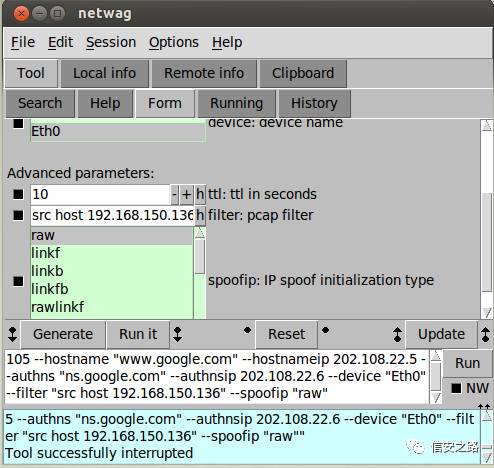 netwag
File Edit Session Options Help
Tool Local info Remote info Clipboard
Search Help Form Running History
Eth0 device: device name
Advanced parameters:
10 - + h ttl: ttl in seconds
src host 192.168.150.136 h filter: pcap filter
raw
linkf
linkb
linkfb
rawlinkf
spoofip: IP spoof initialization type
Generate Run it Reset Update
105 --hostname "www.google.com" --hostnameip 202.108.22.5 -
-authns "ns.google.com" --authnsip 202.108.22.6 --device "Eth0"
--filter "src host 192.168.150.136" --spoofip "raw"
Run
NW
5 --authns "ns.google.com" --authnsip 202.108.22.6 --device "Eth0" --filt
er "src host 192.168.150.136" --spoofip "raw""
Tool successfully interrupted
信安之路